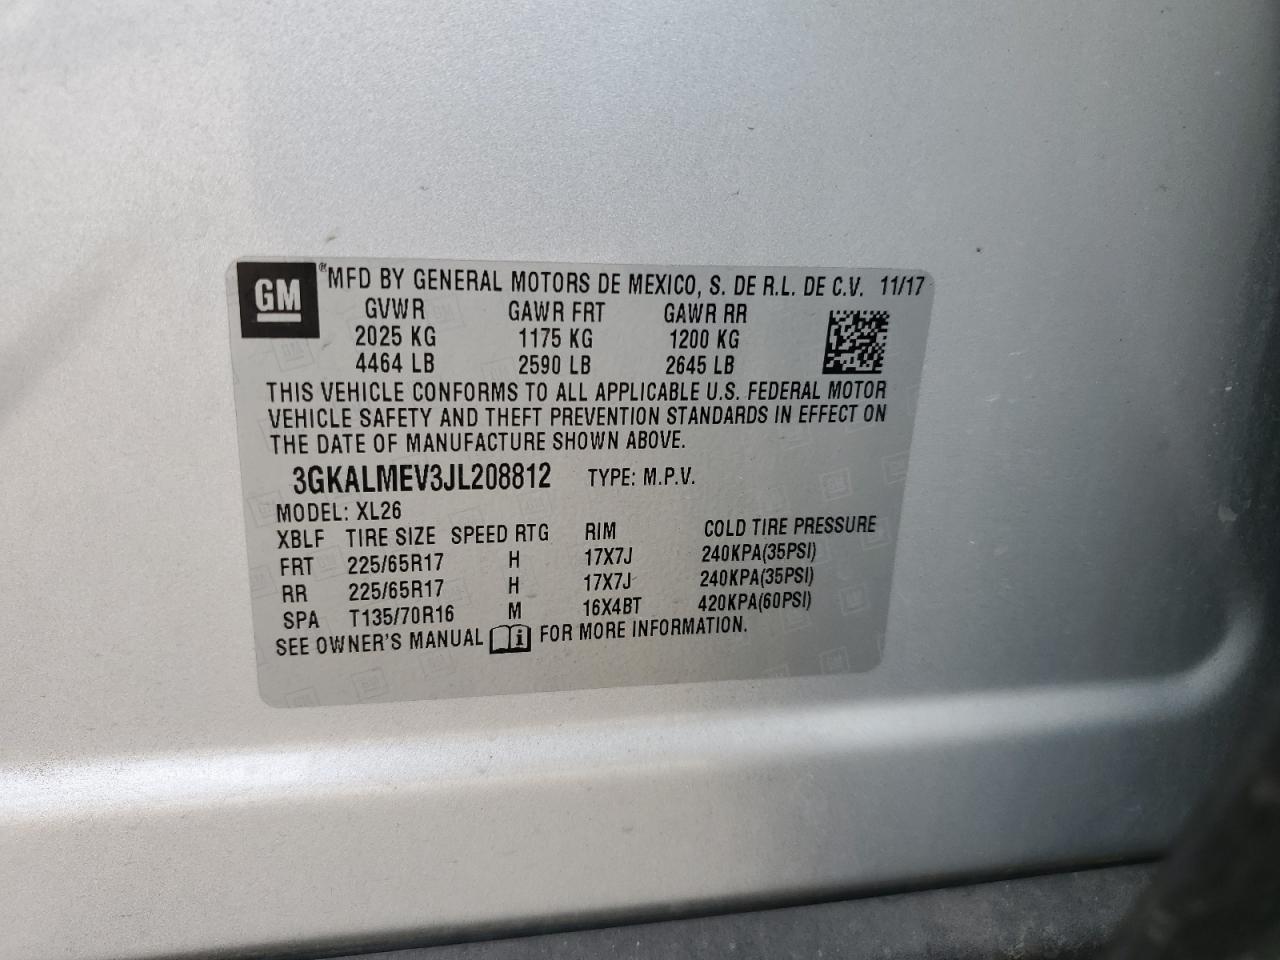 GM ® MFD BY GENERAL MOTORS DE MEXICO, S. DE R.L. DE C.V. 11/17
GVWR GAWR FRT GAWR RR
2025 KG 1175 KG 1200 KG
4464 LB 2590 LB 2645 LB
THIS VEHICLE CONFORMS TO ALL APPLICABLE U.S. FEDERAL MOTOR
VEHICLE SAFETY AND THEFT PREVENTION STANDARDS IN EFFECT ON
THE DATE OF MANUFACTURE SHOWN ABOVE.
3GKALMEV3JL208812 TYPE: M.P.V.
MODEL: XL26
XBLF TIRE SIZE SPEED RTG RIM COLD TIRE PRESSURE
FRT 225/65R17 H 17X7J 240KPA(35PSI)
RR 225/65R17 H 17X7J 240KPA(35PSI)
SPA T135/70R16 M 16X4BT 420KPA(60PSI)
SEE OWNER'S MANUAL i FOR MORE INFORMATION.